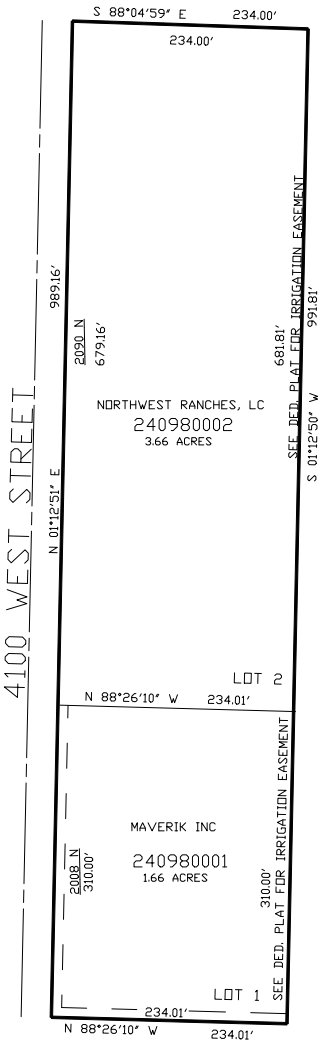 S 88°04'59" E 234.00'
234.00'
989.16'
2090 N
679.16'
SEE DED. PLAT FOR IRRIGATION EASEMENT
681.81'
991.81'
NORTHWEST RANCHES, LC
240980002
3.66 ACRES
4100 WEST STREET
N 01°12'51" E
S 01°12'50" W
LOT 2
N 88°26'10" W 234.01'
MAVERIK INC
240980001
1.66 ACRES
2008 N
310.00'
310.00'
SEE DED. PLAT FOR IRRIGATION EASEMENT
LOT 1
234.01'
N 88°26'10" W 234.01'